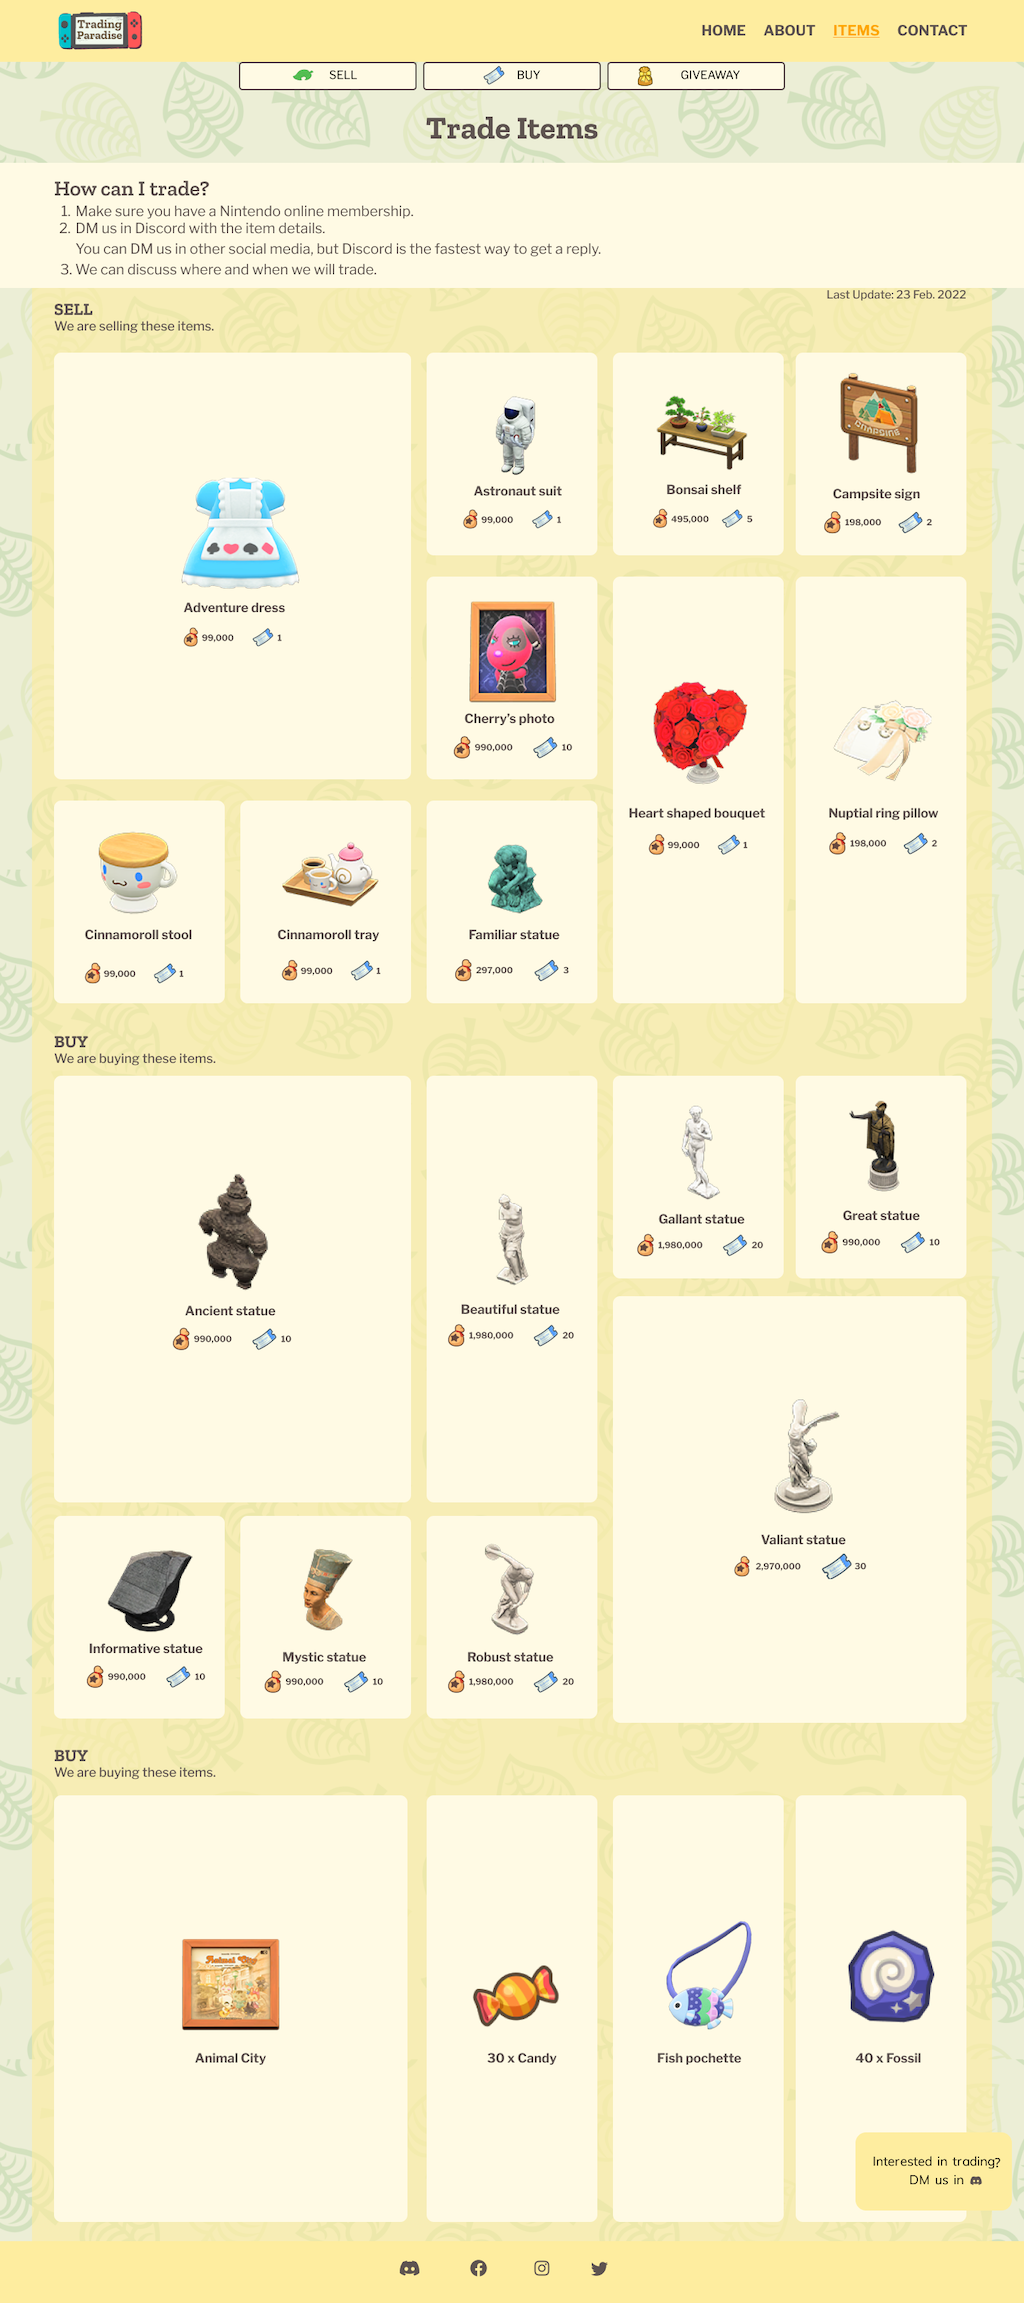 Trading
Paradise
HOME ABOUT ITEMS CONTACT
SELL BUY GIVEAWAY
Trade Items
How can I trade?
1. Make sure you have a Nintendo online membership.
2. DM us in Discord with the item details.
You can DM us in other social media, but Discord is the fastest way to get a reply.
3. We can discuss where and when we will trade.
Last Update: 23 Feb. 2022
SELL
We are selling these items.
Adventure dress
99,000 1
Astronaut suit
99,000 1
Bonsai shelf
495,000 5
CAMPSITE
Campsite sign
198,000 2
Cherry's photo
990,000 10
Heart shaped bouquet
99,000 1
Nuptial ring pillow
198,000 2
Cinnamoroll stool
99,000 1
Cinnamoroll tray
99,000 1
Familiar statue
297,000 3
BUY
We are buying these items.
Ancient statue
990,000 10
Beautiful statue
1,980,000 20
Gallant statue
1,980,000 20
Great statue
990,000 10
Valiant statue
2,970,000 30
Informative statue
990,000 10
Mystic statue
990,000 10
Robust statue
1,980,000 20
BUY
We are buying these items.
Animal City
Animal City
30 x Candy
Fish pochette
40 x Fossil
Interested in trading?
DM us in